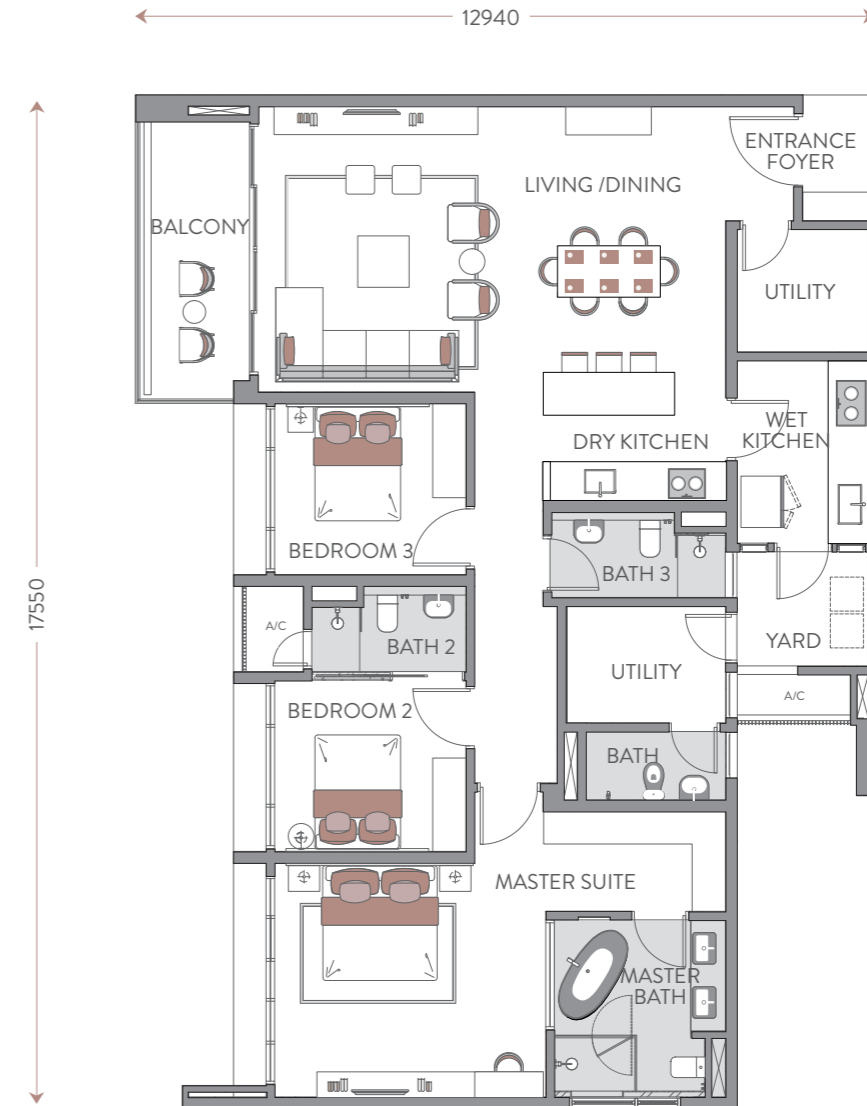 12940
ENTRANCE
FOYER
LIVING /DINING
BALCONY
UTILITY
WET
KITCHEN
DRY KITCHEN
BEDROOM 3
BATH 3
17550
A/C
BATH 2
YARD
UTILITY
A/C
BEDROOM 2
BATH
MASTER SUITE
MASTER
BATH